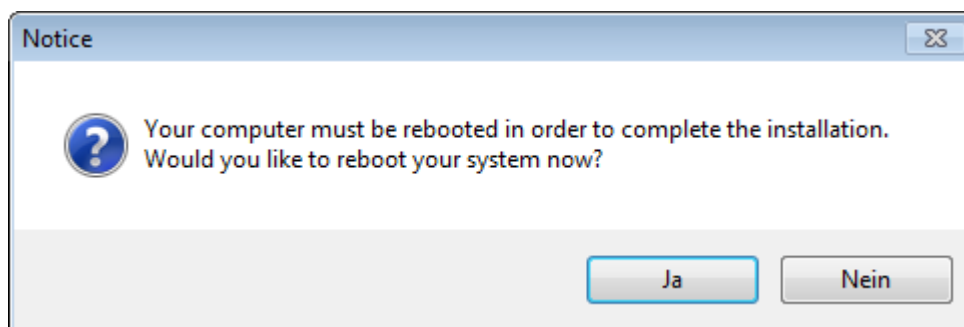 Notice
Your computer must be rebooted in order to complete the installation.
Would you like to reboot your system now?
Ja
Nein